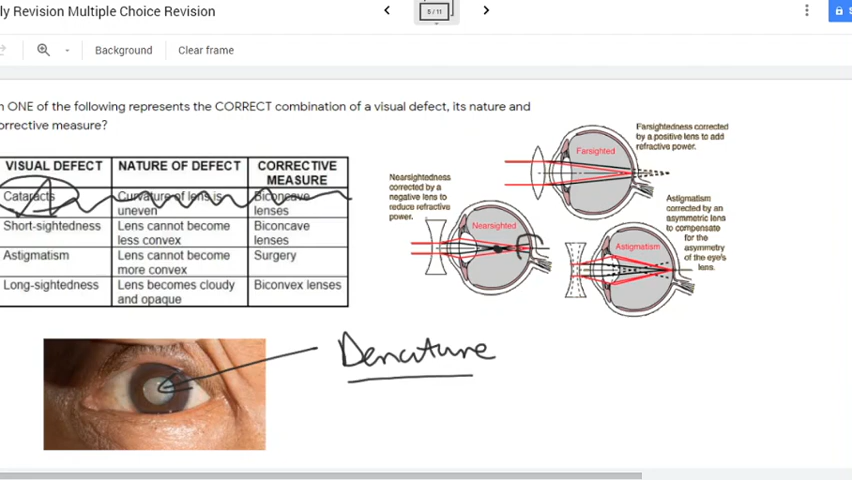 ly Revision Multiple Choice Revision
5 / 11
Background
Clear frame
n ONE of the following represents the CORRECT combination of a visual defect, its nature and
orrective measure?
VISUAL DEFECT NATURE OF DEFECT CORRECTIVE MEASURE
Cataracts Curvature of lens is uneven Biconcave lenses
Short-sightedness Lens cannot become less convex Biconcave lenses
Astigmatism Lens cannot become more convex Surgery
Long-sightedness Lens becomes cloudy and opaque Biconvex lenses
Nearsightedness
corrected by a
negative lens to
reduce refractive
power.
Nearsighted
Farsighted
Farsightedness corrected
by a positive lens to add
refractive power.
Astigmatism
corrected by an
asymmetric lens
to compensate
for the
asymmetry
of the eye's
lens.
Astigmatism
Denature